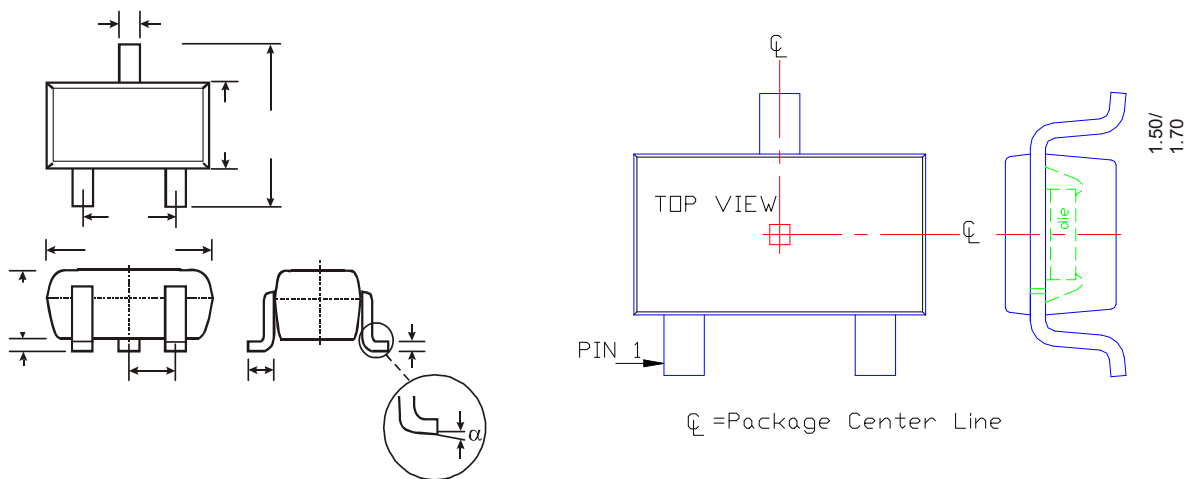 ℄
TOP VIEW
℄
die
1.50/
1.70
PIN 1
℄ =Package Center Line
α